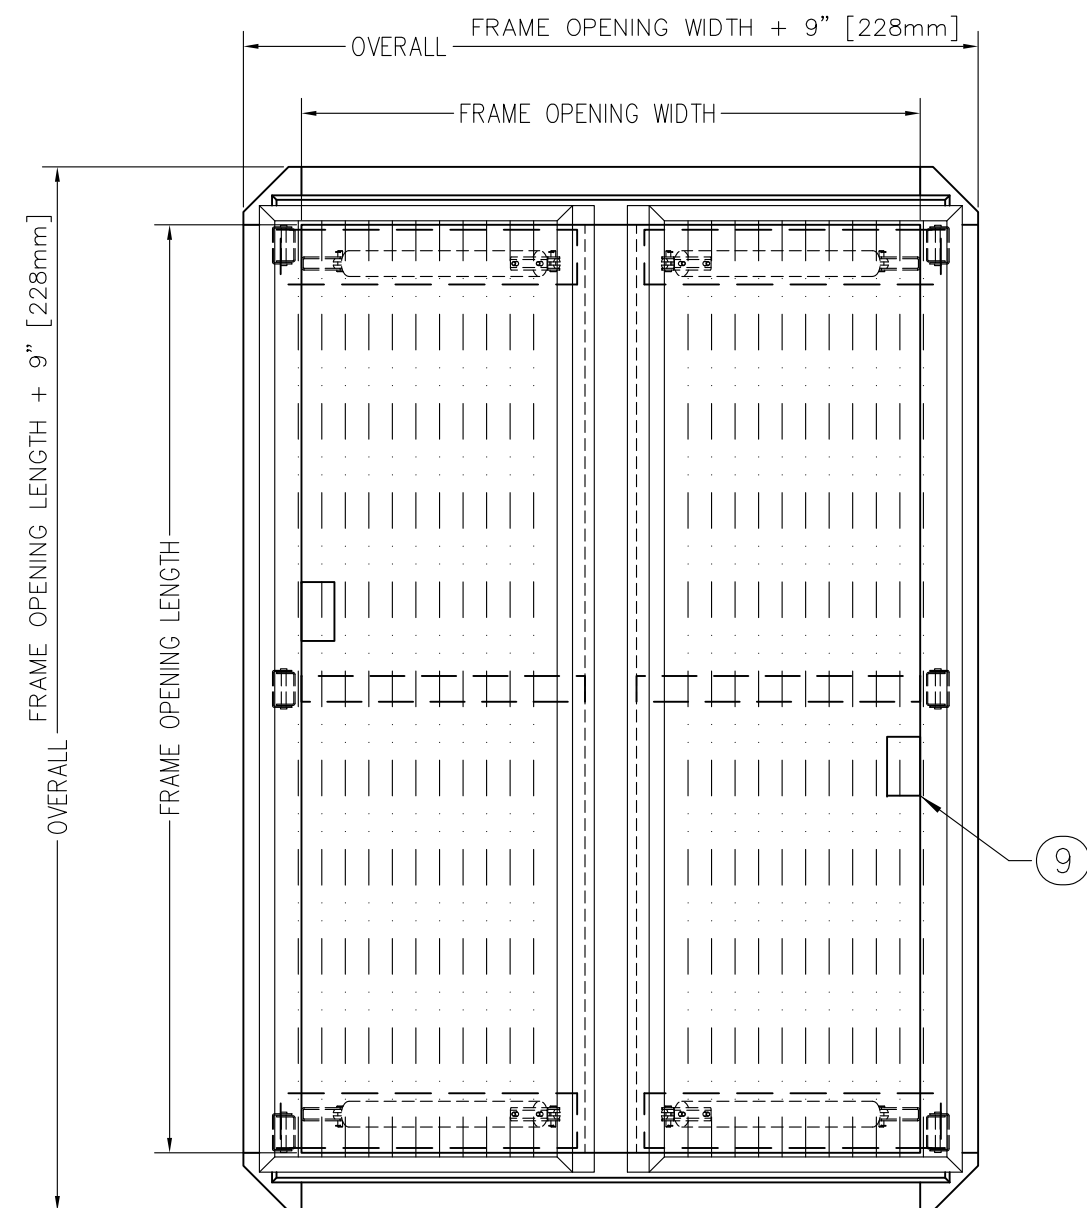 FRAME OPENING WIDTH + 9” [228mm]
OVERALL
FRAME OPENING WIDTH
FRAME OPENING LENGTH + 9” [228mm]
OVERALL
FRAME OPENING LENGTH
9